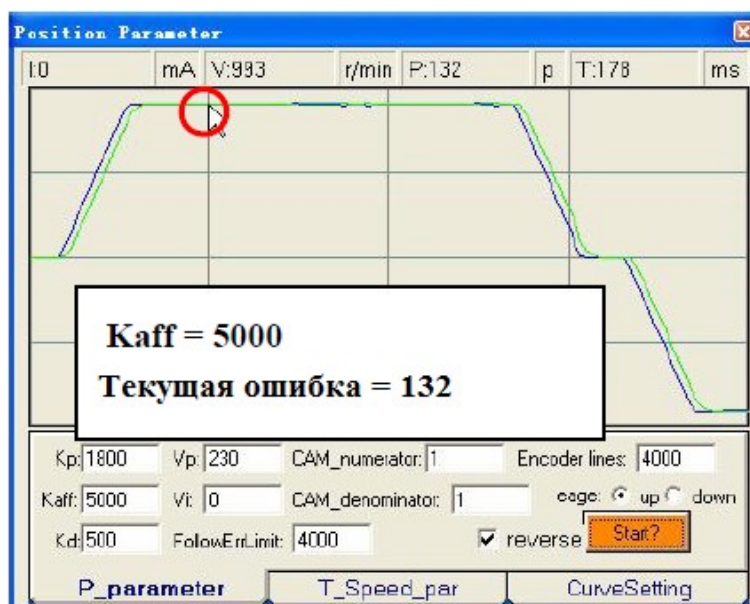 Position Parameter
I:0 mA V:993 r/min P:132 p T:178 ms
Kaff = 5000
Текущая ошибка = 132
Kp: 1800 Vp: 230 CAM_numerator: 1 Encoder lines: 4000
Kaff: 5000 Vi: 0 CAM_denominator: 1 eage: up down
Kd: 500 FollowErrLimit: 4000 reverse Start?
P_parameter T_Speed_par CurveSetting